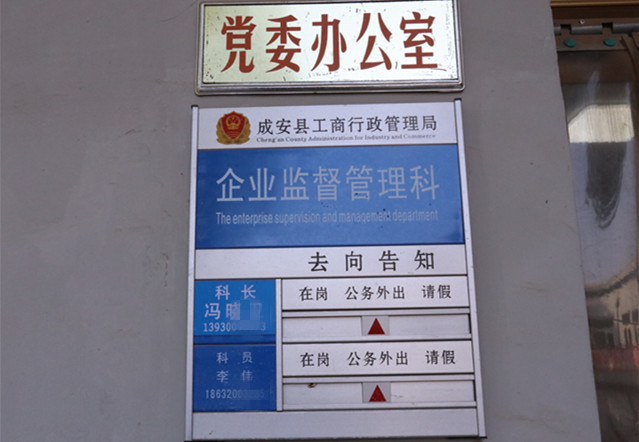 党委办公室
成安县工商行政管理局
Cheng'an County Administration for Industry and Commerce
企业监督管理科
The enterprise supervision and management department
去向告知
科长
在岗 公务外出 请假
冯
13930
科员
在岗 公务外出 请假
李伟
18632